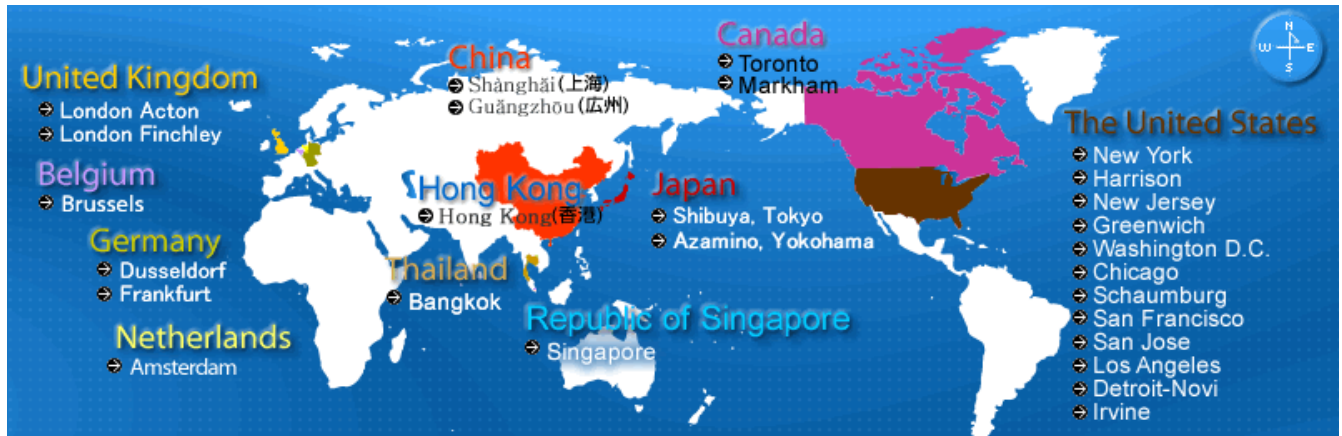 United Kingdom
London Acton
London Finchley
Belgium
Brussels
Germany
Dusseldorf
Frankfurt
Netherlands
Amsterdam
China
Shànghǎi(上海)
Guǎngzhōu(広州)
Hong Kong
Hong Kong(香港)
Thailand
Bangkok
Republic of Singapore
Singapore
Japan
Shibuya, Tokyo
Azamino, Yokohama
Canada
Toronto
Markham
The United States
New York
Harrison
New Jersey
Greenwich
Washington D.C.
Chicago
Schaumburg
San Francisco
San Jose
Los Angeles
Detroit-Novi
Irvine
N
W E
S